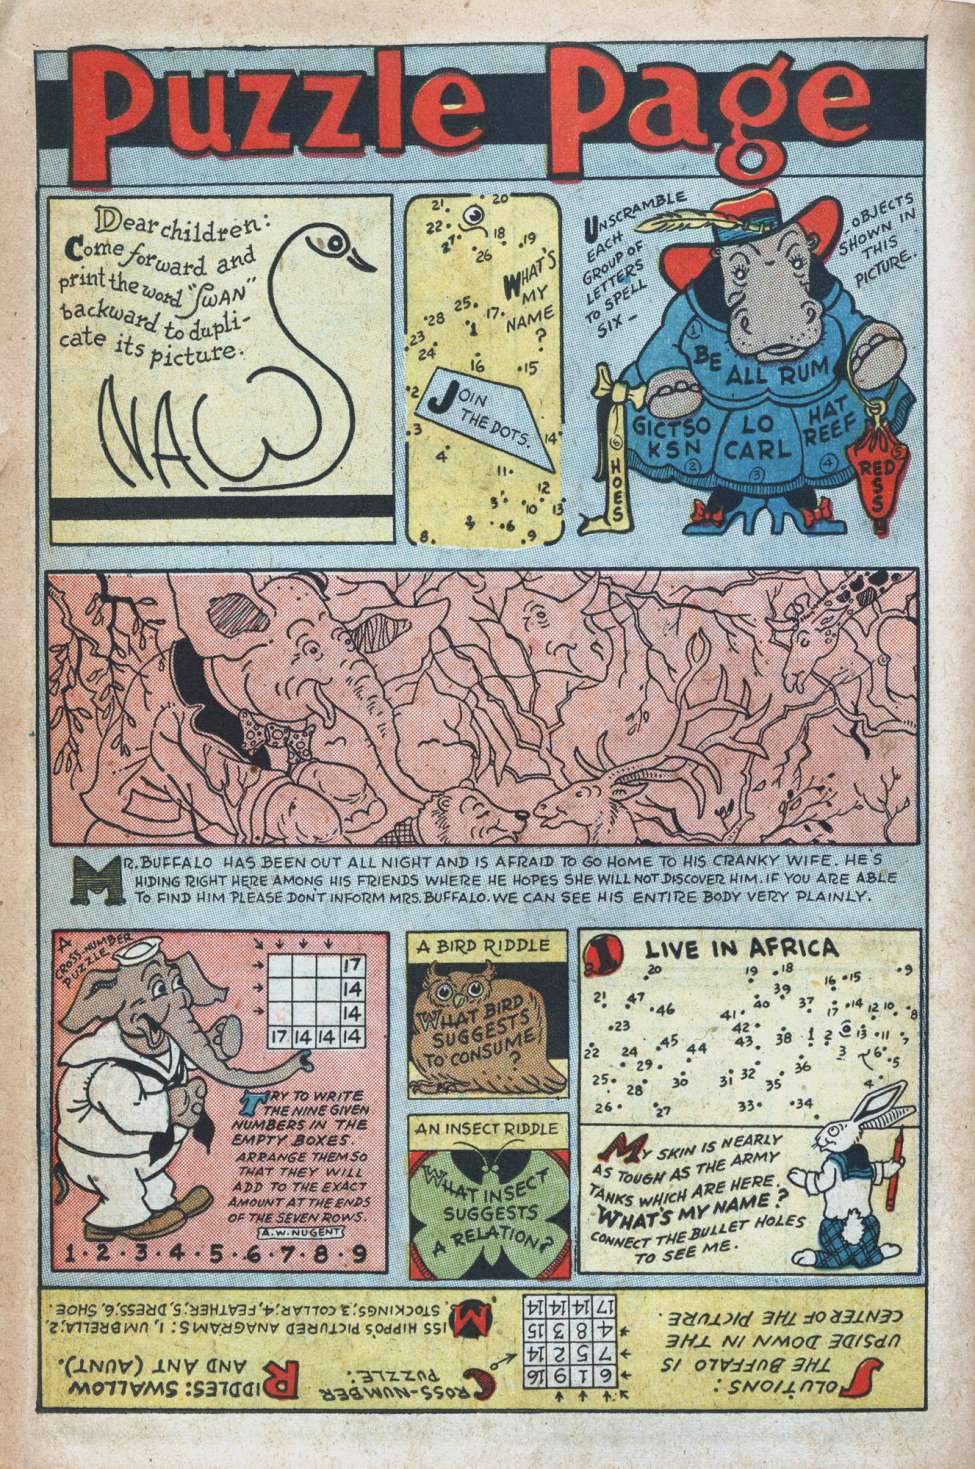 Puzzle Page
Dear children:
Come forward and
print the word "SWAN"
backward to dupli-
cate its picture.
NAWS
21 20
22
27 18 19
26
WHAT'S
MY
NAME
?
25 17
28 1
23
24 16 15
2
JOIN
THE DOTS.
3 14
4 11
12
10 13
6
8 9
UNSCRAMBLE
EACH
GROUP OF
LETTERS
TO SPELL
SIX—
—OBJECTS
SHOWN
IN
THIS
PICTURE.
1
BE
ALL RUM
GICTSO
KSN
2
LO
CARL
3
HAT
REEF
4
5
RED
SS
6
HOES
MR. BUFFALO HAS BEEN OUT ALL NIGHT AND IS AFRAID TO GO HOME TO HIS CRANKY WIFE. HE'S
HIDING RIGHT HERE AMONG HIS FRIENDS WHERE HE HOPES SHE WILL NOT DISCOVER HIM. IF YOU ARE ABLE
TO FIND HIM PLEASE DON'T INFORM MRS. BUFFALO. WE CAN SEE HIS ENTIRE BODY VERY PLAINLY.
A
CROSS-NUMBER
PUZZLE.
17
14
14
17 14 14 14
TRY TO WRITE
THE NINE GIVEN
NUMBERS IN THE
EMPTY BOXES.
ARRANGE THEM SO
THAT THEY WILL
ADD TO THE EXACT
AMOUNT AT THE ENDS
OF THE SEVEN ROWS.
A.W. NUGENT
1 · 2 · 3 · 4 · 5 · 6 · 7 · 8 · 9
A BIRD RIDDLE
WHAT BIRD
SUGGESTS
TO CONSUME
?
AN INSECT RIDDLE
WHAT INSECT
SUGGESTS
A RELATION?
I LIVE IN AFRICA
20 19 18 9
16 15
39
21 47 40 37 14 12 10
46 41 17 8
23 42 1 2 13 11
45 43 38 7
22 24 44 3 6
5
36
25 30 31 32 4
28 35
26 27 33 34
MY SKIN IS NEARLY
AS TOUGH AS THE ARMY
TANKS WHICH ARE HERE.
WHAT'S MY NAME?
CONNECT THE BULLET HOLES
TO SEE ME.
SOLUTIONS:
THE BUFFALO IS
UPSIDE DOWN IN THE
CENTER OF THE PICTURE.
CROSS-NUMBER
PUZZLE.
6 1 9 16
7 5 2 14
4 8 3 15
17 14 14 14
RIDDLES: SWALLOW
AND ANT (AUNT).
MISS HIPPO'S PICTURED ANAGRAMS: 1, UMBRELLA; 2,
STOCKINGS; 3 COLLAR; 4, FEATHER; 5, DRESS; 6, SHOE.